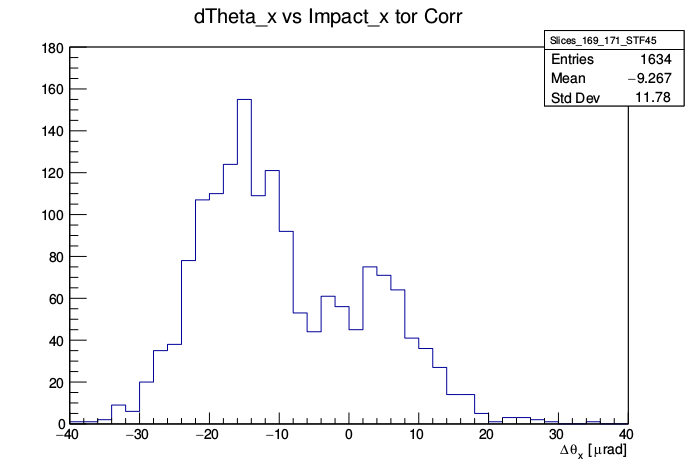 dTheta_x vs Impact_x tor Corr
Slices_169_171_STF45
Entries 1634
Mean −9.267
Std Dev 11.78
180
160
140
120
100
80
60
40
20
0
−40 −30 −20 −10 0 10 20 30 40
Δθx [μrad]